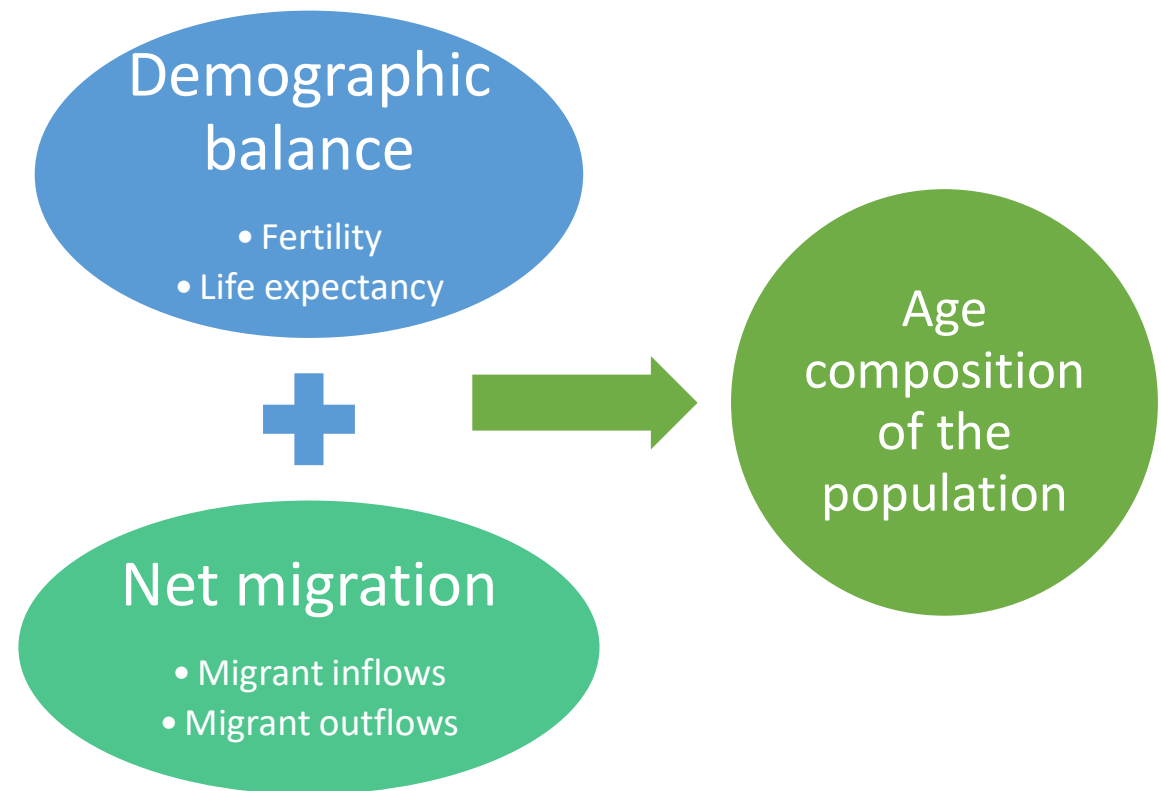 Demographic
balance
• Fertility
• Life expectancy
Net migration
• Migrant inflows
• Migrant outflows
Age
composition
of the
population